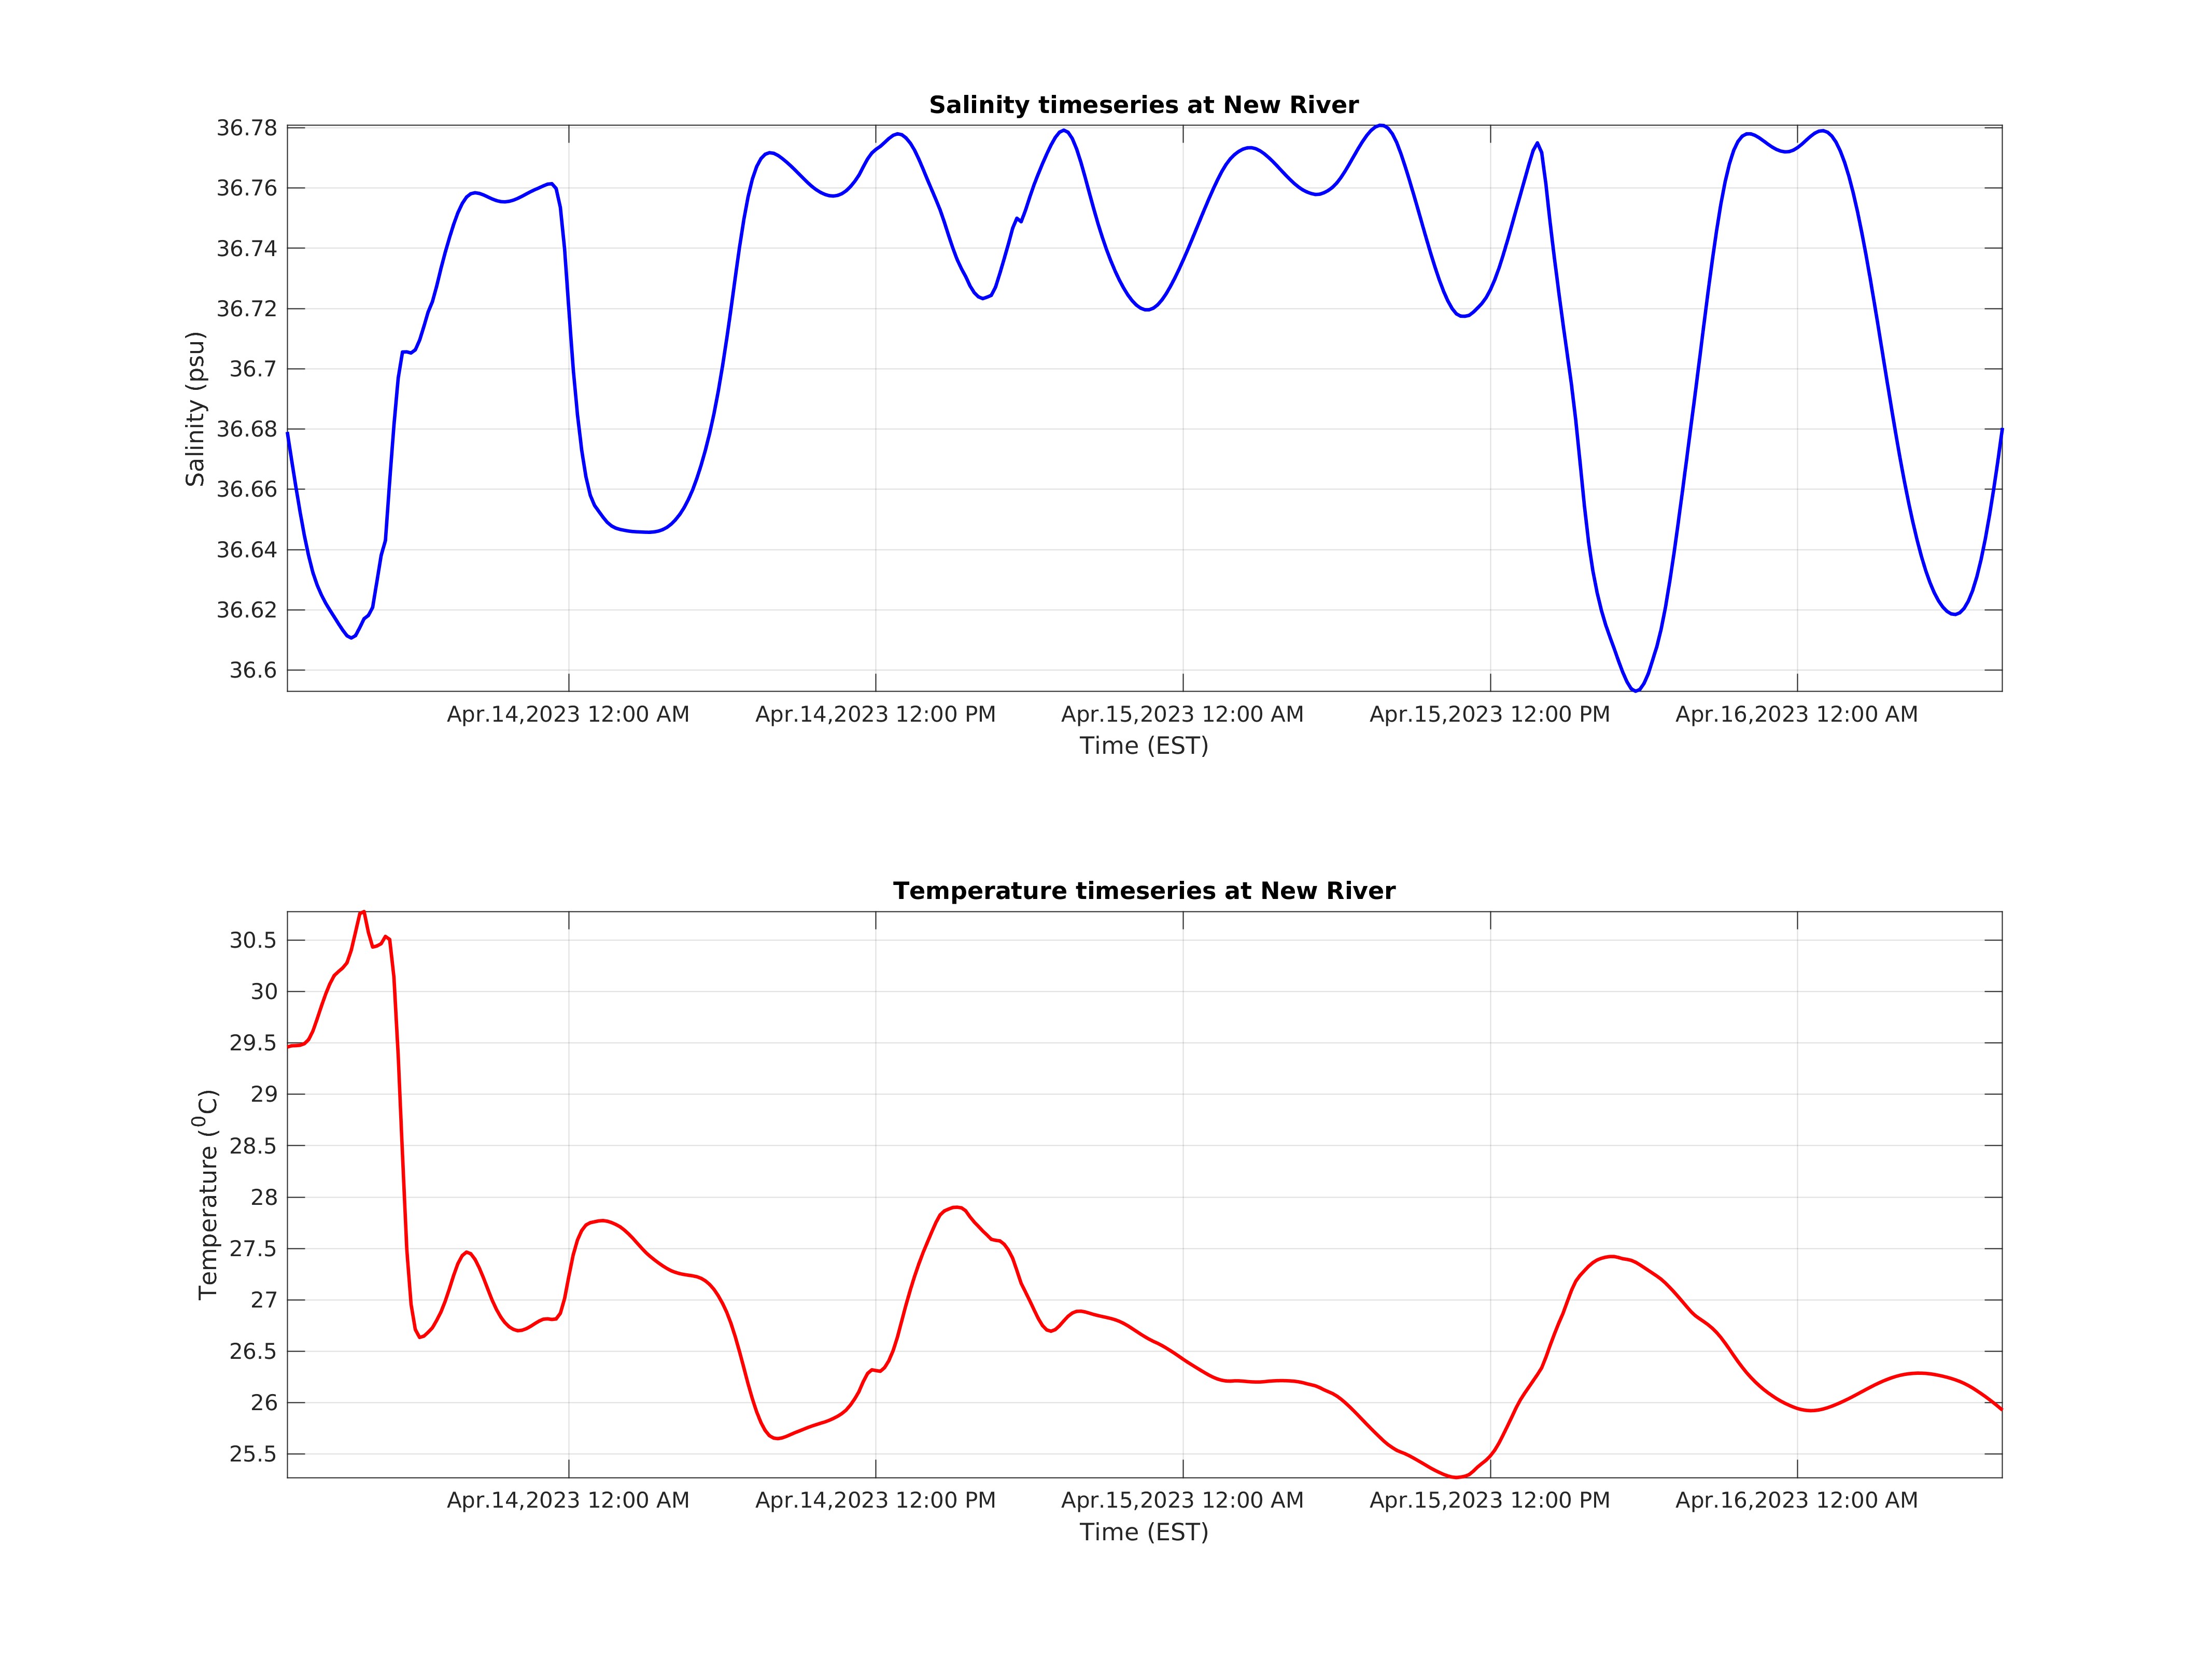 Salinity timeseries at New River
36.78
36.76
36.74
36.72
36.7
36.68
36.66
36.64
36.62
36.6
Salinity (psu)
Apr.14,2023 12:00 AM Apr.14,2023 12:00 PM Apr.15,2023 12:00 AM Apr.15,2023 12:00 PM Apr.16,2023 12:00 AM
Time (EST)
Temperature timeseries at New River
30.5
30
29.5
29
28.5
28
27.5
27
26.5
26
25.5
Temperature (⁰C)
Apr.14,2023 12:00 AM Apr.14,2023 12:00 PM Apr.15,2023 12:00 AM Apr.15,2023 12:00 PM Apr.16,2023 12:00 AM
Time (EST)